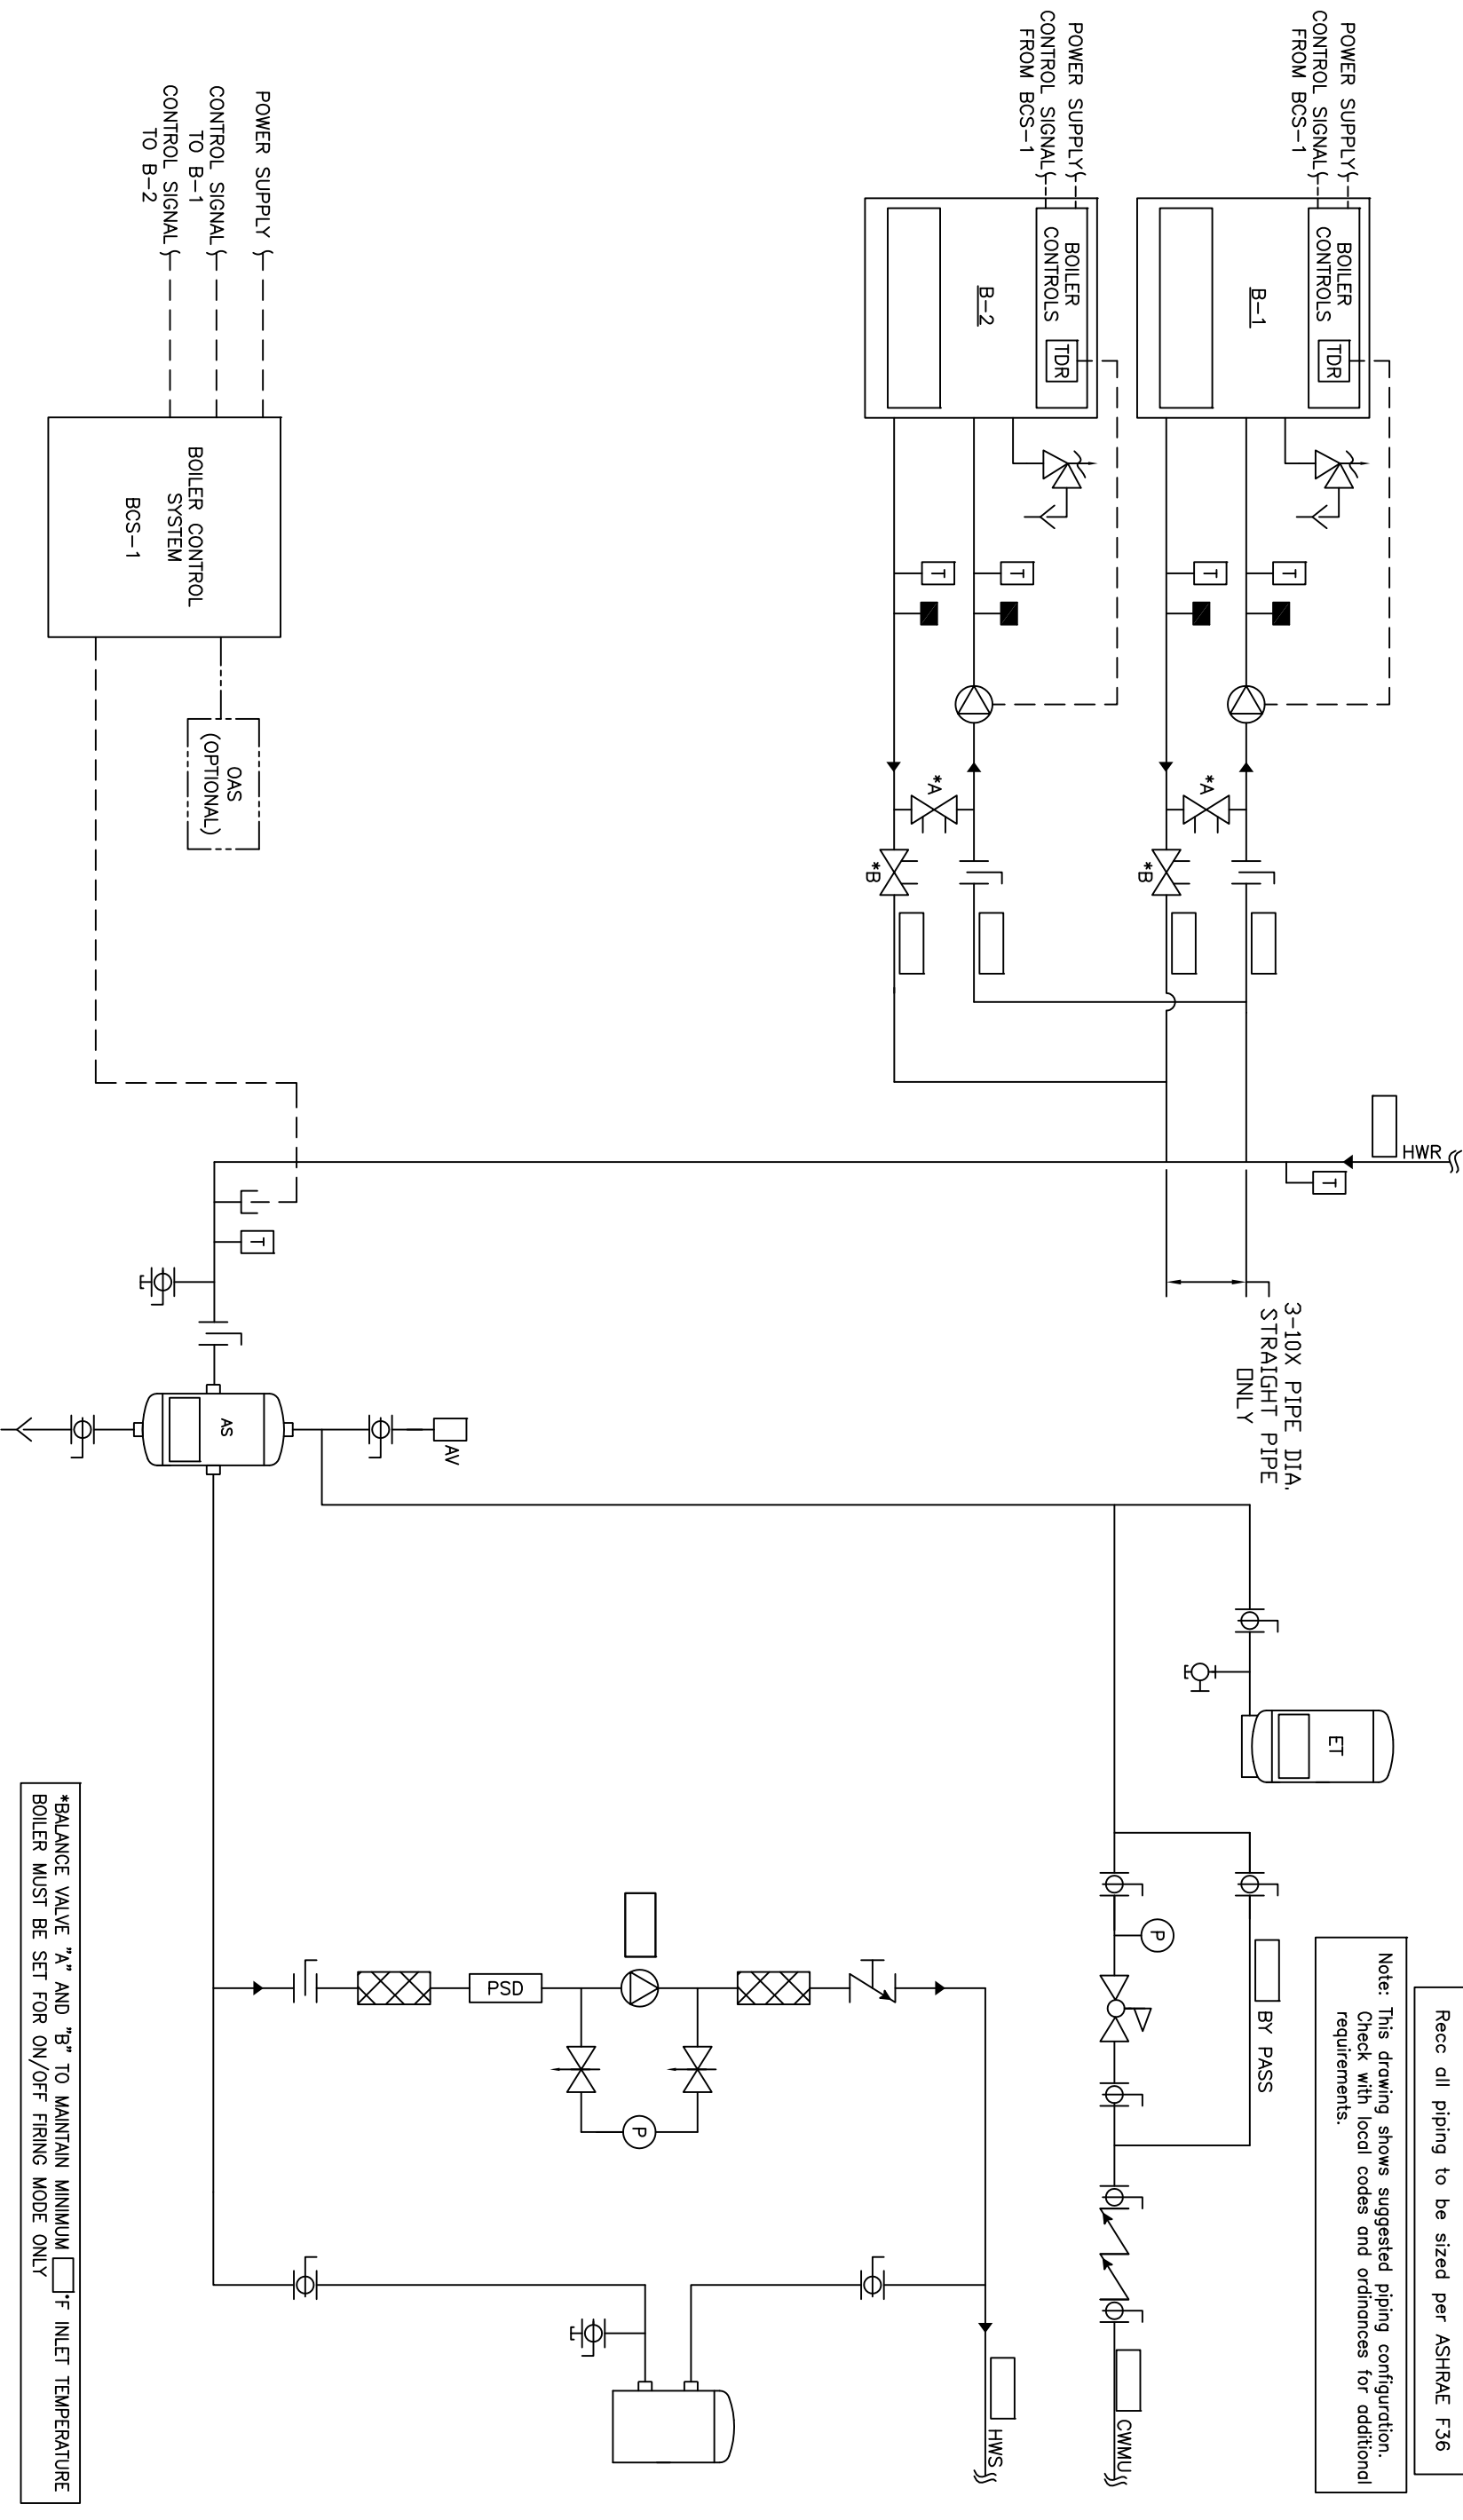 POWER SUPPLY
CONTROL SIGNAL
FROM BCS-1
BOILER
CONTROLS
TDR
B-1
T
T
*A
*B
POWER SUPPLY
CONTROL SIGNAL
FROM BCS-1
BOILER
CONTROLS
TDR
B-2
T
T
*A
*B
HWR
T
3-10X PIPE DIA.
STRAIGHT PIPE
ONLY
POWER SUPPLY
CONTROL SIGNAL
TO B-1
CONTROL SIGNAL
TO B-2
BOILER CONTROL
SYSTEM
BCS-1
OAS
(OPTIONAL)
T
AS
AV
ET
P
BY PASS
PSD
P
HWS
CWMU
Recc all piping to be sized per ASHRAE F36
Note: This drawing shows suggested piping configuration.
Check with local codes and ordinances for additional
requirements.
*BALANCE VALVE "A" AND "B" TO MAINTAIN MINIMUM °F INLET TEMPERATURE
BOILER MUST BE SET FOR ON/OFF FIRING MODE ONLY